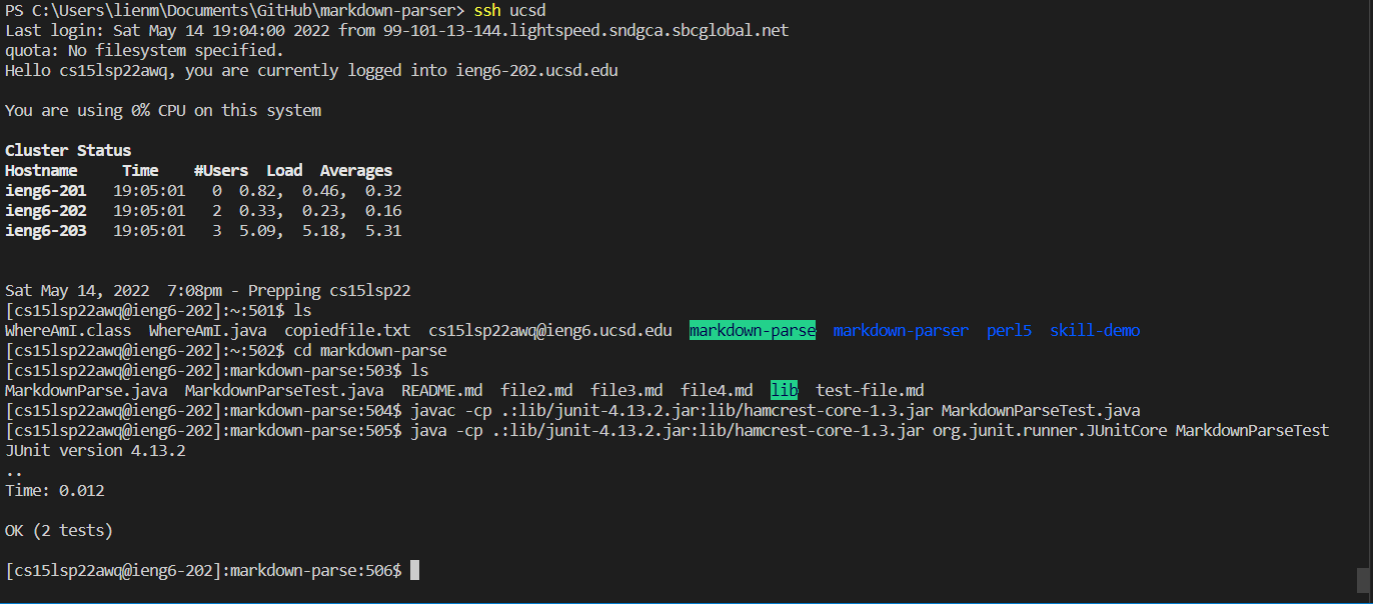 PS C:\Users\lienm\Documents\GitHub\markdown-parser> ssh ucsd
Last login: Sat May 14 19:04:00 2022 from 99-101-13-144.lightspeed.sndgca.sbcglobal.net
quota: No filesystem specified.
Hello cs15lsp22awq, you are currently logged into ieng6-202.ucsd.edu
You are using 0% CPU on this system
Cluster Status
Hostname     Time    #Users  Load  Averages
ieng6-201   19:05:01   0  0.82,  0.46,  0.32
ieng6-202   19:05:01   2  0.33,  0.23,  0.16
ieng6-203   19:05:01   3  5.09,  5.18,  5.31
Sat May 14, 2022  7:08pm - Prepping cs15lsp22
[cs15lsp22awq@ieng6-202]:~:501$ ls
WhereAmI.class  WhereAmI.java  copiedfile.txt  cs15lsp22awq@ieng6.ucsd.edu  markdown-parse  markdown-parser  perl5  skill-demo
[cs15lsp22awq@ieng6-202]:~:502$ cd markdown-parse
[cs15lsp22awq@ieng6-202]:markdown-parse:503$ ls
MarkdownParse.java  MarkdownParseTest.java  README.md  file2.md  file3.md  file4.md  lib  test-file.md
[cs15lsp22awq@ieng6-202]:markdown-parse:504$ javac -cp .:lib/junit-4.13.2.jar:lib/hamcrest-core-1.3.jar MarkdownParseTest.java
[cs15lsp22awq@ieng6-202]:markdown-parse:505$ java -cp .:lib/junit-4.13.2.jar:lib/hamcrest-core-1.3.jar org.junit.runner.JUnitCore MarkdownParseTest
JUnit version 4.13.2
..
Time: 0.012
OK (2 tests)
[cs15lsp22awq@ieng6-202]:markdown-parse:506$